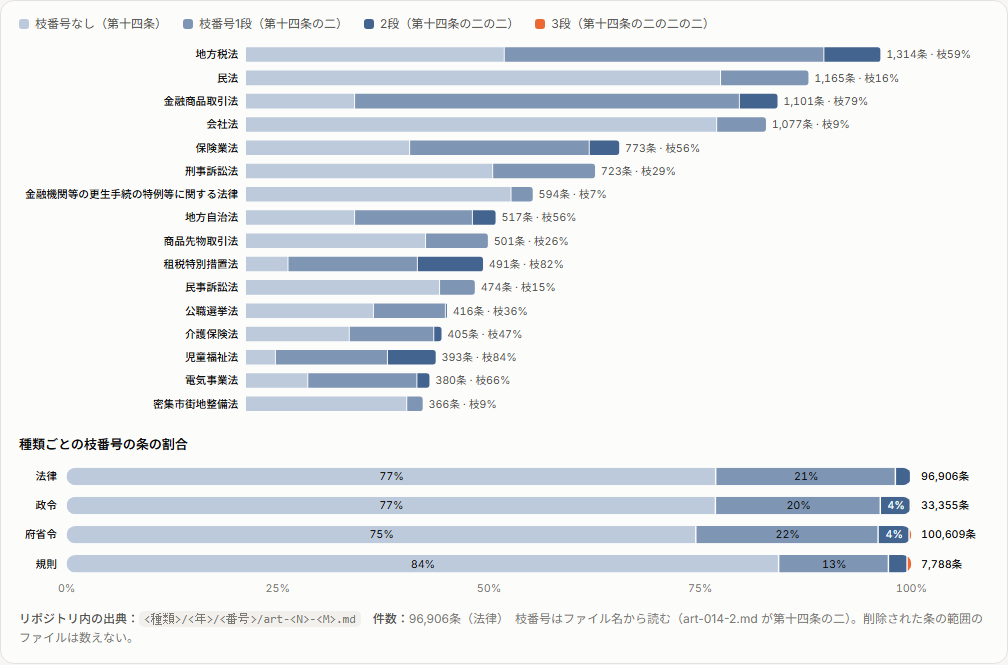 枝番号なし（第十四条） 枝番号1段（第十四条の二） 2段（第十四条の二の二） 3段（第十四条の二の二の二）
地方税法 1,314条 · 枝59%
民法 1,165条 · 枝16%
金融商品取引法 1,101条 · 枝79%
会社法 1,077条 · 枝9%
保険業法 773条 · 枝56%
刑事訴訟法 723条 · 枝29%
金融機関等の更生手続の特例等に関する法律 594条 · 枝7%
地方自治法 517条 · 枝56%
商品先物取引法 501条 · 枝26%
租税特別措置法 491条 · 枝82%
民事訴訟法 474条 · 枝15%
公職選挙法 416条 · 枝36%
介護保険法 405条 · 枝47%
児童福祉法 393条 · 枝84%
電気事業法 380条 · 枝66%
密集市街地整備法 366条 · 枝9%
種類ごとの枝番号の条の割合
法律 77% 21% 96,906条
政令 77% 20% 4% 33,355条
府省令 75% 22% 4% 100,609条
規則 84% 13% 7,788条
0% 25% 50% 75% 100%
リポジトリ内の出典：<種類>/<年>/<番号>/art-<N>-<M>.md 件数：96,906条（法律） 枝番号はファイル名から読む（art-014-2.md が第十四条の二）。削除された条の範囲の
ファイルは数えない。